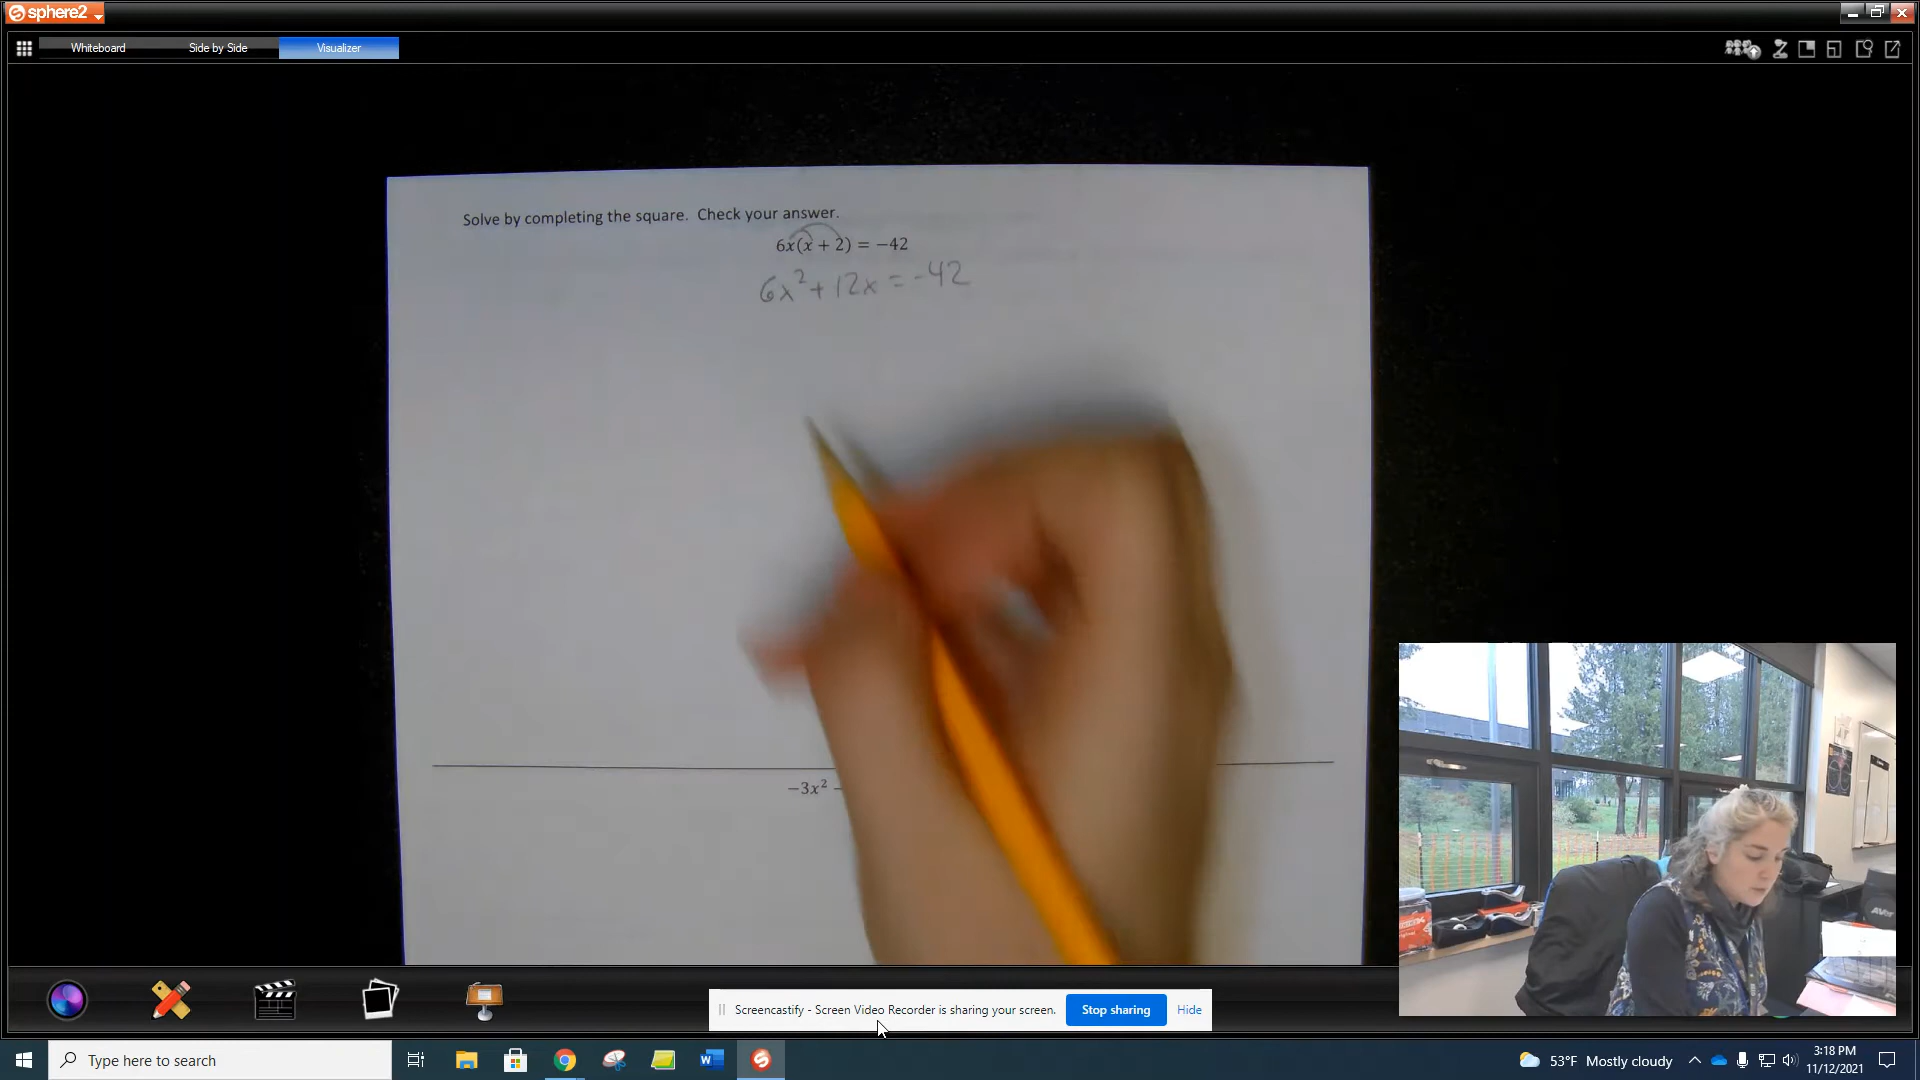 sphere2
Whiteboard Side by Side Visualizer
Solve by completing the square. Check your answer.
6x(x + 2) = −42
6x² + 12x = -42
−3x² −
Screencastify - Screen Video Recorder is sharing your screen. Stop sharing Hide
Type here to search
53°F Mostly cloudy
3:18 PM
11/12/2021